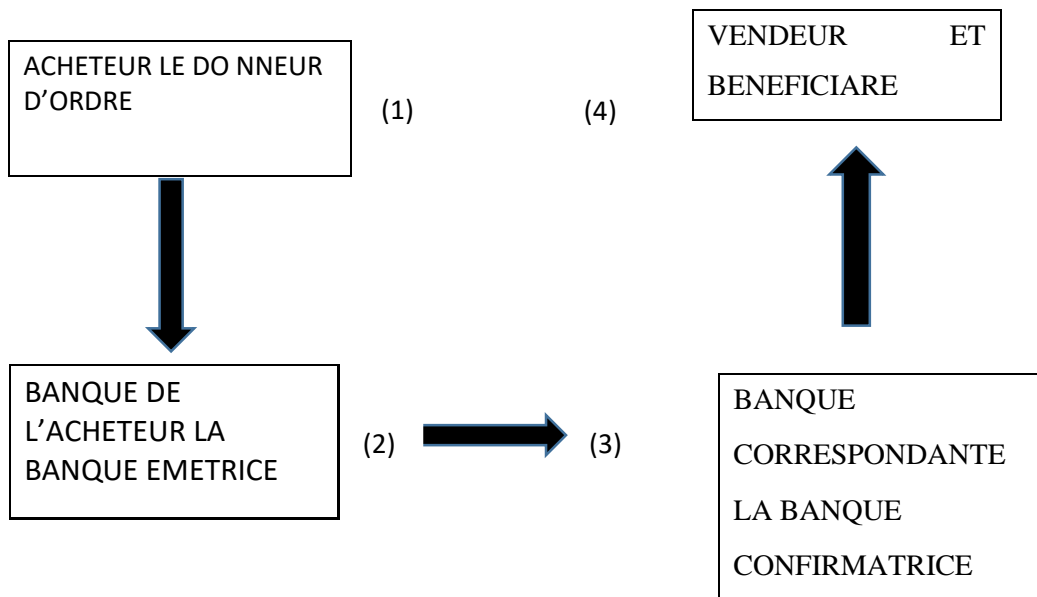 ACHETEUR LE DO NNEUR
D'ORDRE
(1)
(4)
VENDEUR ET
BENEFICIARE
BANQUE DE
L'ACHETEUR LA
BANQUE EMETRICE
(2)
(3)
BANQUE
CORRESPONDANTE
LA BANQUE
CONFIRMATRICE